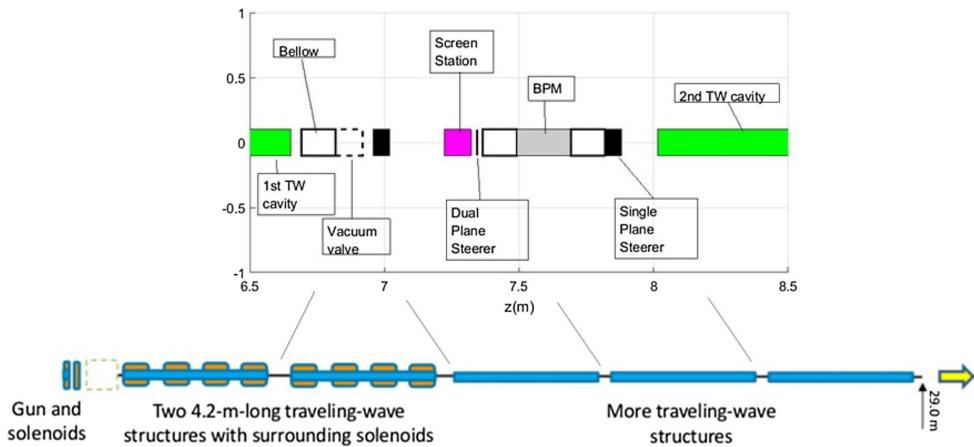 1
Bellow
Screen
Station
BPM
2nd TW cavity
0.5
0
1st TW
cavity
-0.5
Vacuum
valve
Dual
Plane
Steerer
Single
Plane
Steerer
-1
6.5
7
7.5
8
8.5
z(m)
Gun and
solenoids
Two 4.2-m-long traveling-wave
structures with surrounding solenoids
More traveling-wave
structures
29.0 m